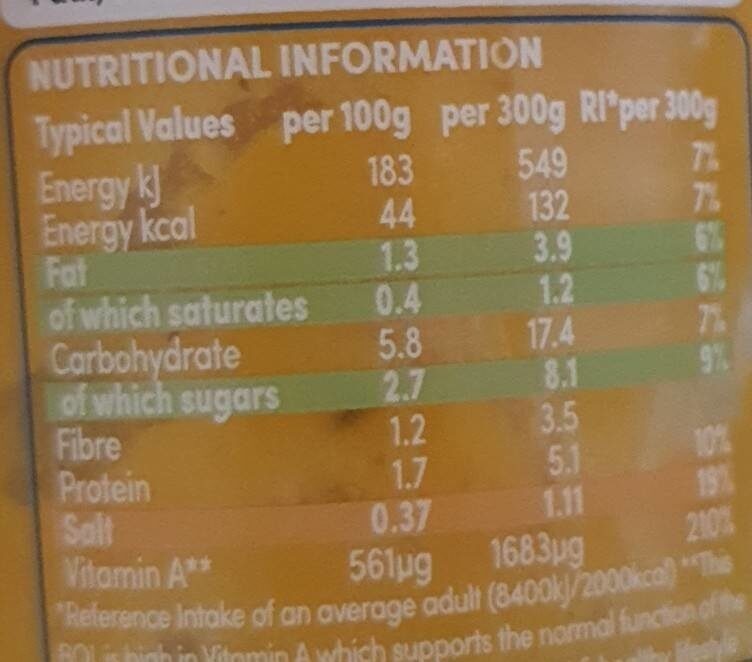 NUTRITIONAL INFORMATION
Typical Values per 100g per 300g RI*per 300g
Energy kJ 183 549 7%
Energy kcal 44 132 7%
Fat 1.3 3.9 6%
of which saturates 0.4 1.2 6%
Carbohydrate 5.8 17.4 7%
of which sugars 2.7 8.1 9%
Fibre 1.2 3.5
Protein 1.7 5.1 10%
Salt 0.37 1.11 19%
Vitamin A** 561µg 1683µg 210%
*Reference Intake of an average adult (8400kJ/2000kcal) **This
is high in Vitamin A which supports the normal function of the
lifestyle